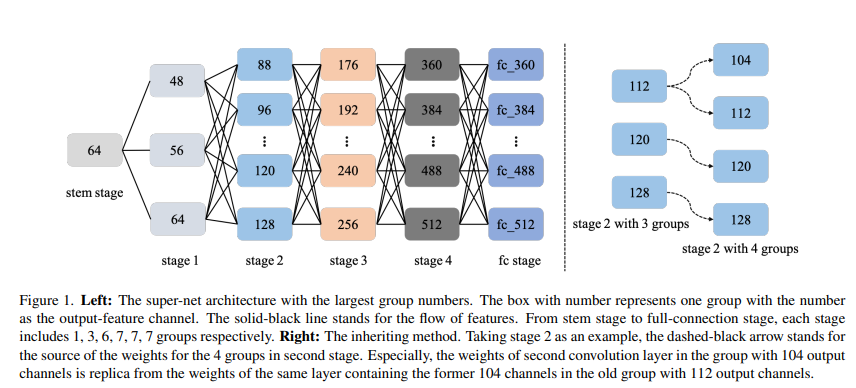 48
56
64
64
stem stage
stage 1
88
96
120
128
stage 2
176
192
240
256
stage 3
360
384
488
512
stage 4
fc_360
fc_384
fc_488
fc_512
fc stage
112
120
128
stage 2 with 3 groups
104
112
120
128
stage 2 with 4 groups
Figure 1. Left: The super-net architecture with the largest group numbers. The box with number represents one group with the number
as the output-feature channel. The solid-black line stands for the flow of features. From stem stage to full-connection stage, each stage
includes 1, 3, 6, 7, 7, 7 groups respectively. Right: The inheriting method. Taking stage 2 as an example, the dashed-black arrow stands for
the source of the weights for the 4 groups in second stage. Especially, the weights of second convolution layer in the group with 104 output
channels is replica from the weights of the same layer containing the former 104 channels in the old group with 112 output channels.